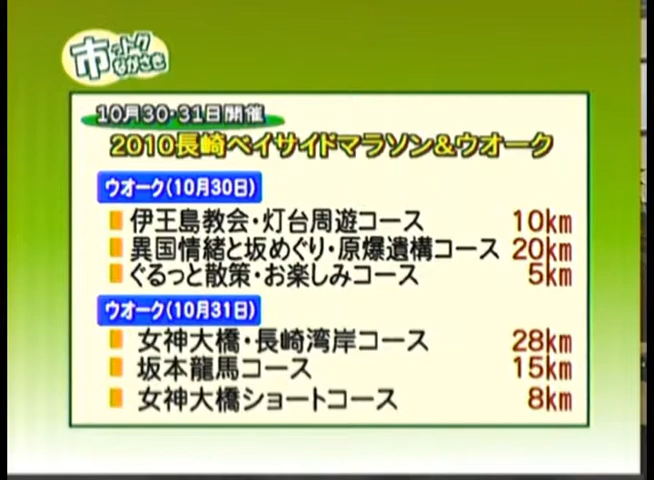 市っトク
ながさき
10月30・31日開催
2010長崎ベイサイドマラソン&ウオーク
ウオーク(10月30日)
伊王島教会・灯台周遊コース 10km
異国情緒と坂めぐり・原爆遺構コース 20km
ぐるっと散策・お楽しみコース 5km
ウオーク(10月31日)
女神大橋・長崎湾岸コース 28km
坂本龍馬コース 15km
女神大橋ショートコース 8km